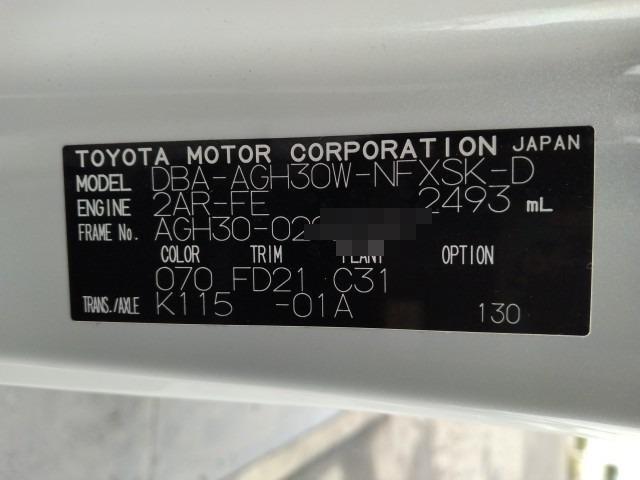 TOYOTA MOTOR CORPORATION JAPAN
MODEL DBA-AGH30W-NFXSK-D
ENGINE 2AR-FE 2493 mL
FRAME No. AGH30-02
COLOR TRIM PLANT OPTION
070 FD21 C31
TRANS./AXLE K115 -01A 130